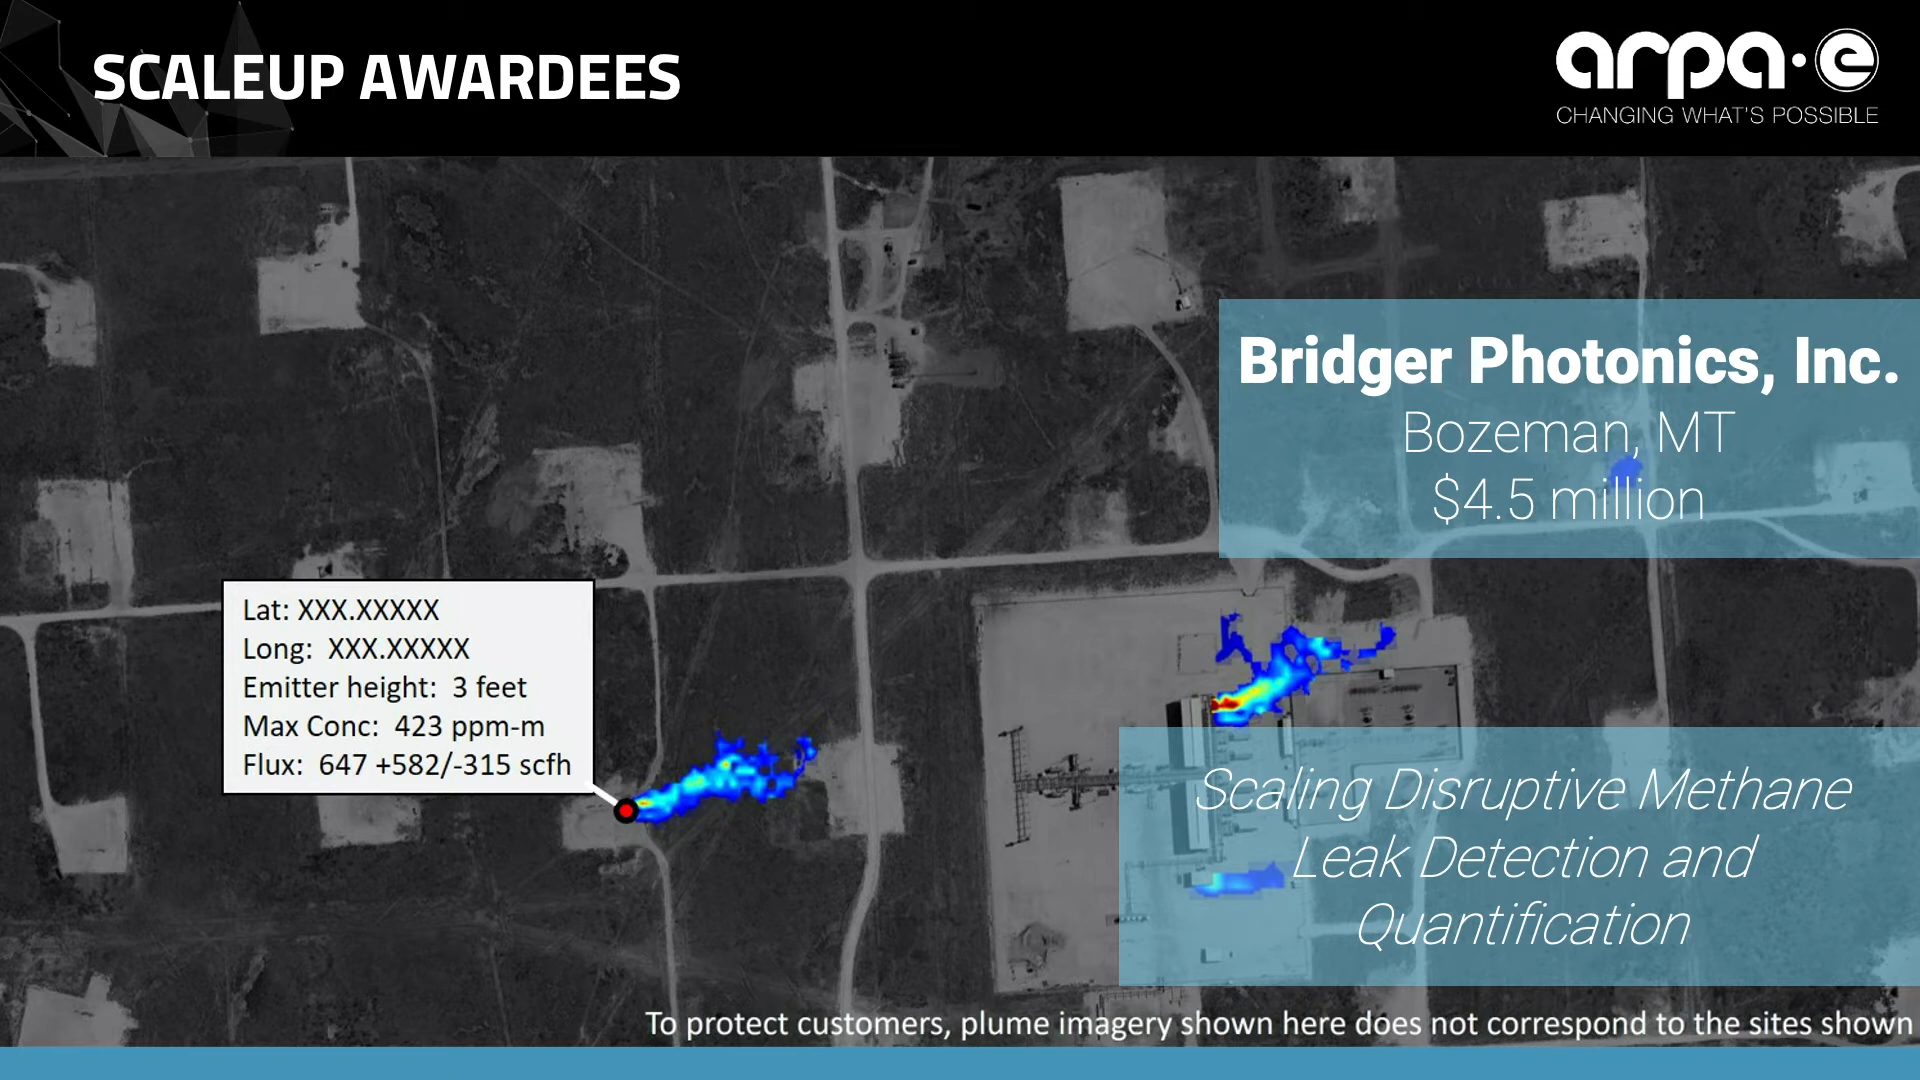 SCALEUP AWARDEES
arpa·e
CHANGING WHAT'S POSSIBLE
Bridger Photonics, Inc.
Bozeman, MT
$4.5 million
Lat: XXX.XXXXX
Long: XXX.XXXXX
Emitter height: 3 feet
Max Conc: 423 ppm-m
Flux: 647 +582/-315 scfh
Scaling Disruptive Methane
Leak Detection and
Quantification
To protect customers, plume imagery shown here does not correspond to the sites shown